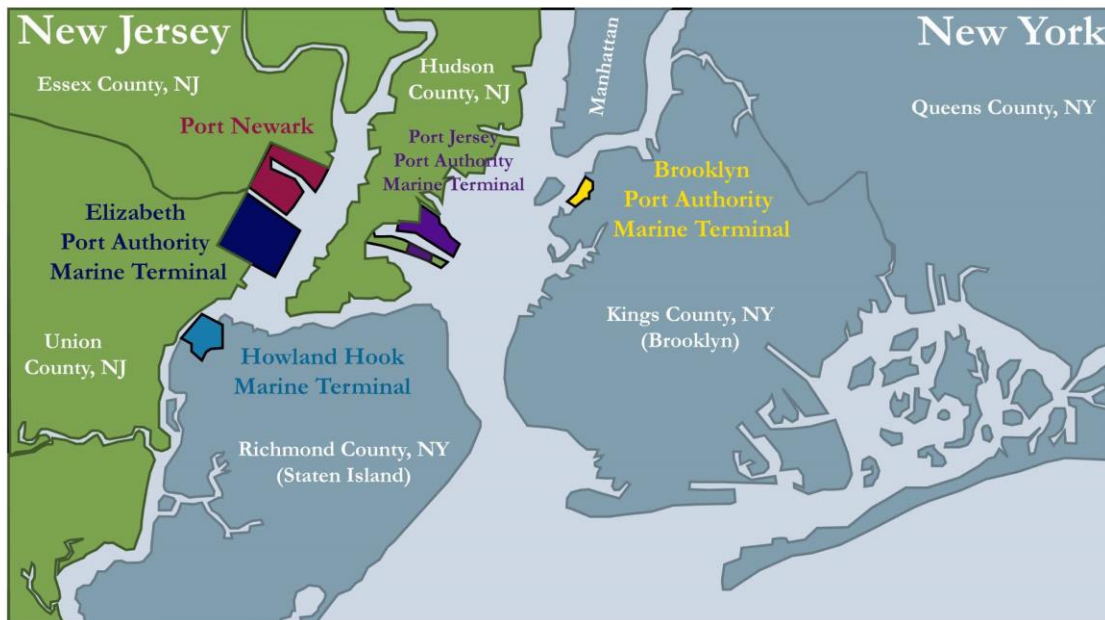 New Jersey
New York
Essex County, NJ
Hudson
County, NJ
Manhattan
Queens County, NY
Port Newark
Port Jersey
Port Authority
Marine Terminal
Brooklyn
Port Authority
Marine Terminal
Elizabeth
Port Authority
Marine Terminal
Kings County, NY
(Brooklyn)
Union
County, NJ
Howland Hook
Marine Terminal
Richmond County, NY
(Staten Island)